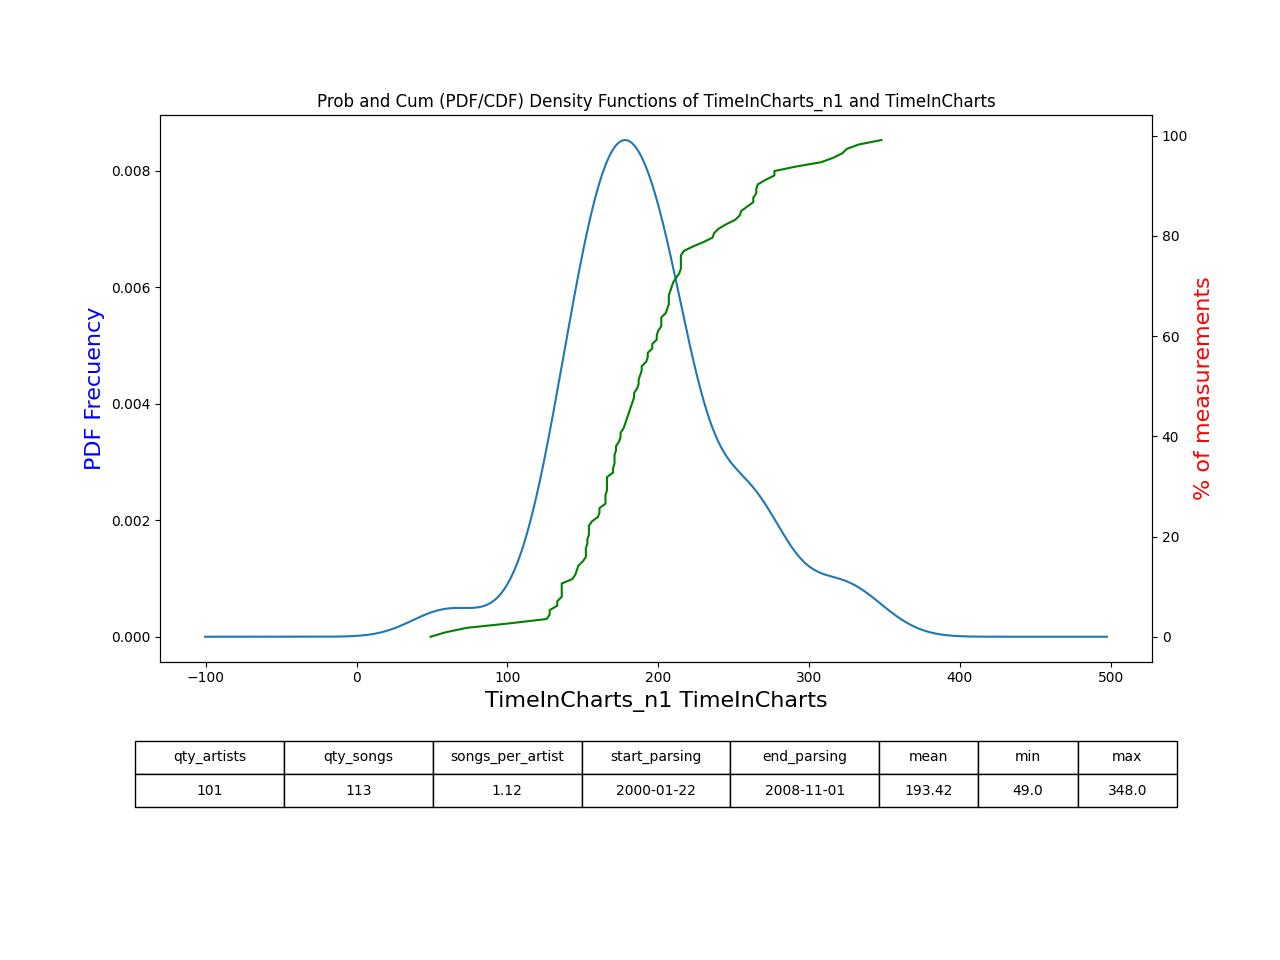 Prob and Cum (PDF/CDF) Density Functions of TimeInCharts_n1 and TimeInCharts
PDF Frecuency
0.008
0.006
0.004
0.002
0.000
100
80
60
40
20
0
% of measurements
−100 0 100 200 300 400 500
TimeInCharts_n1 TimeInCharts
qty_artists qty_songs songs_per_artist start_parsing end_parsing mean min max
101 113 1.12 2000-01-22 2008-11-01 193.42 49.0 348.0